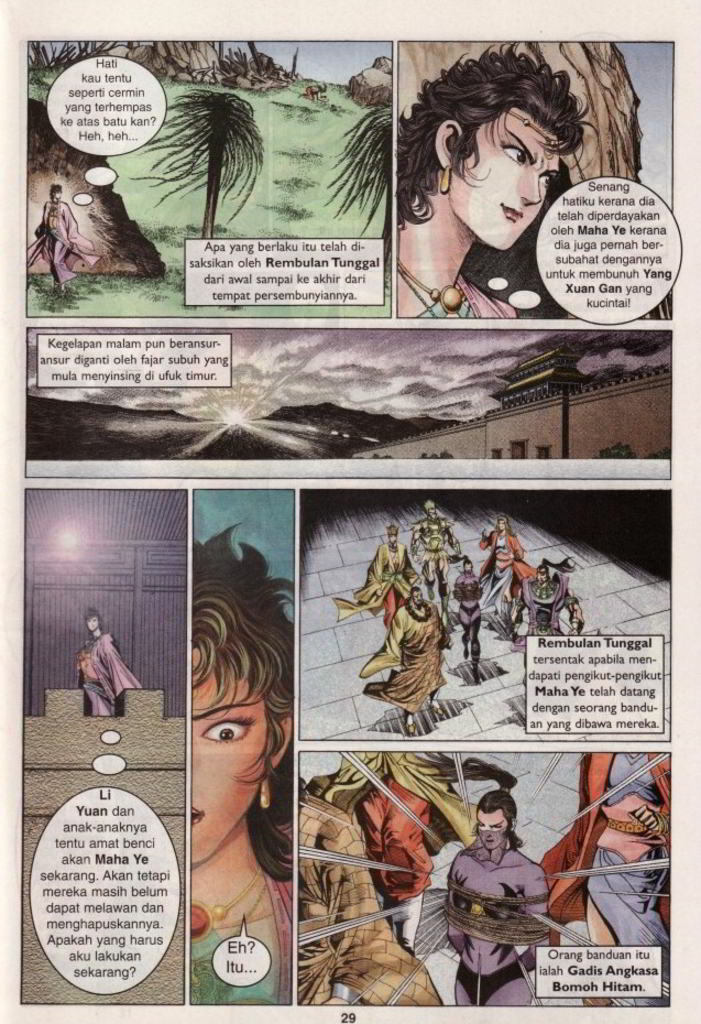 Hati
kau tentu
seperti cermin
yang terhempas
ke atas batu kan?
Heh, heh...
Apa yang berlaku itu telah di-
saksikan oleh Rembulan Tunggal
dari awal sampai ke akhir dari
tempat persembunyiannya.
Senang
hatiku kerana dia
telah diperdayakan
oleh Maha Ye kerana
dia juga pernah ber-
subahat dengannya
untuk membunuh Yang
Xuan Gan yang
kucintai!
Kegelapan malam pun beransur-
ansur diganti oleh fajar subuh yang
mula menyinsing di ufuk timur.
Li
Yuan dan
anak-anaknya
tentu amat benci
akan Maha Ye
sekarang. Akan tetapi
mereka masih belum
dapat melawan dan
menghapuskannya.
Apakah yang harus
aku lakukan
sekarang?
Eh?
Itu...
Rembulan Tunggal
tersentak apabila men-
dapati pengikut-pengikut
Maha Ye telah datang
dengan seorang bandu-
an yang dibawa mereka.
Orang banduan itu
ialah Gadis Angkasa
Bomoh Hitam.
29